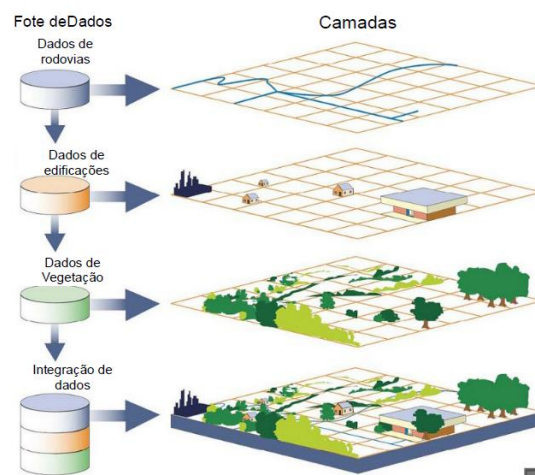 Fote deDados
Camadas
Dados de
rodovias
Dados de
edificações
Dados de
Vegetação
Integração de
dados